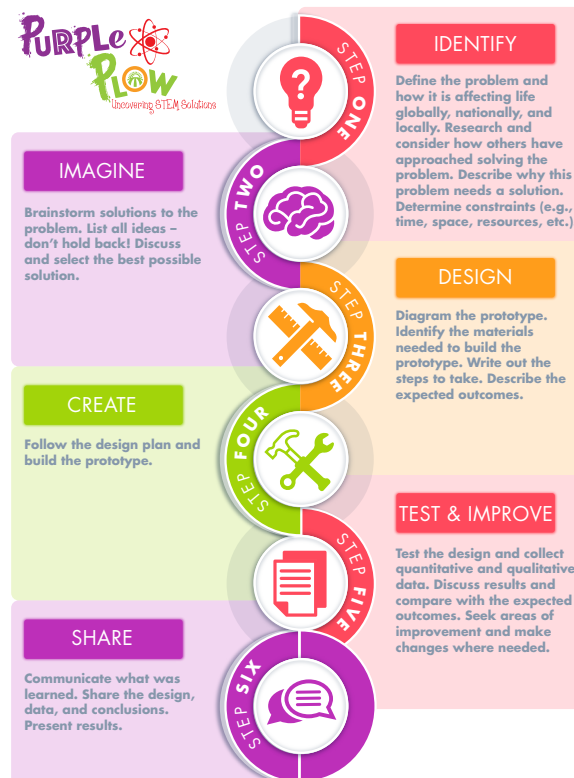 PURPLE
PLOW
Uncovering STEM Solutions
STEP ONE
?
IDENTIFY
Define the problem and
how it is affecting life
globally, nationally, and
locally. Research and
consider how others have
approached solving the
problem. Describe why this
problem needs a solution.
Determine constraints (e.g.,
time, space, resources, etc.)
STEP TWO
IMAGINE
Brainstorm solutions to the
problem. List all ideas –
don’t hold back! Discuss
and select the best possible
solution.
STEP THREE
DESIGN
Diagram the prototype.
Identify the materials
needed to build the
prototype. Write out the
steps to take. Describe the
expected outcomes.
STEP FOUR
CREATE
Follow the design plan and
build the prototype.
STEP FIVE
TEST & IMPROVE
Test the design and collect
quantitative and qualitative
data. Discuss results and
compare with the expected
outcomes. Seek areas of
improvement and make
changes where needed.
STEP SIX
SHARE
Communicate what was
learned. Share the design,
data, and conclusions.
Present results.